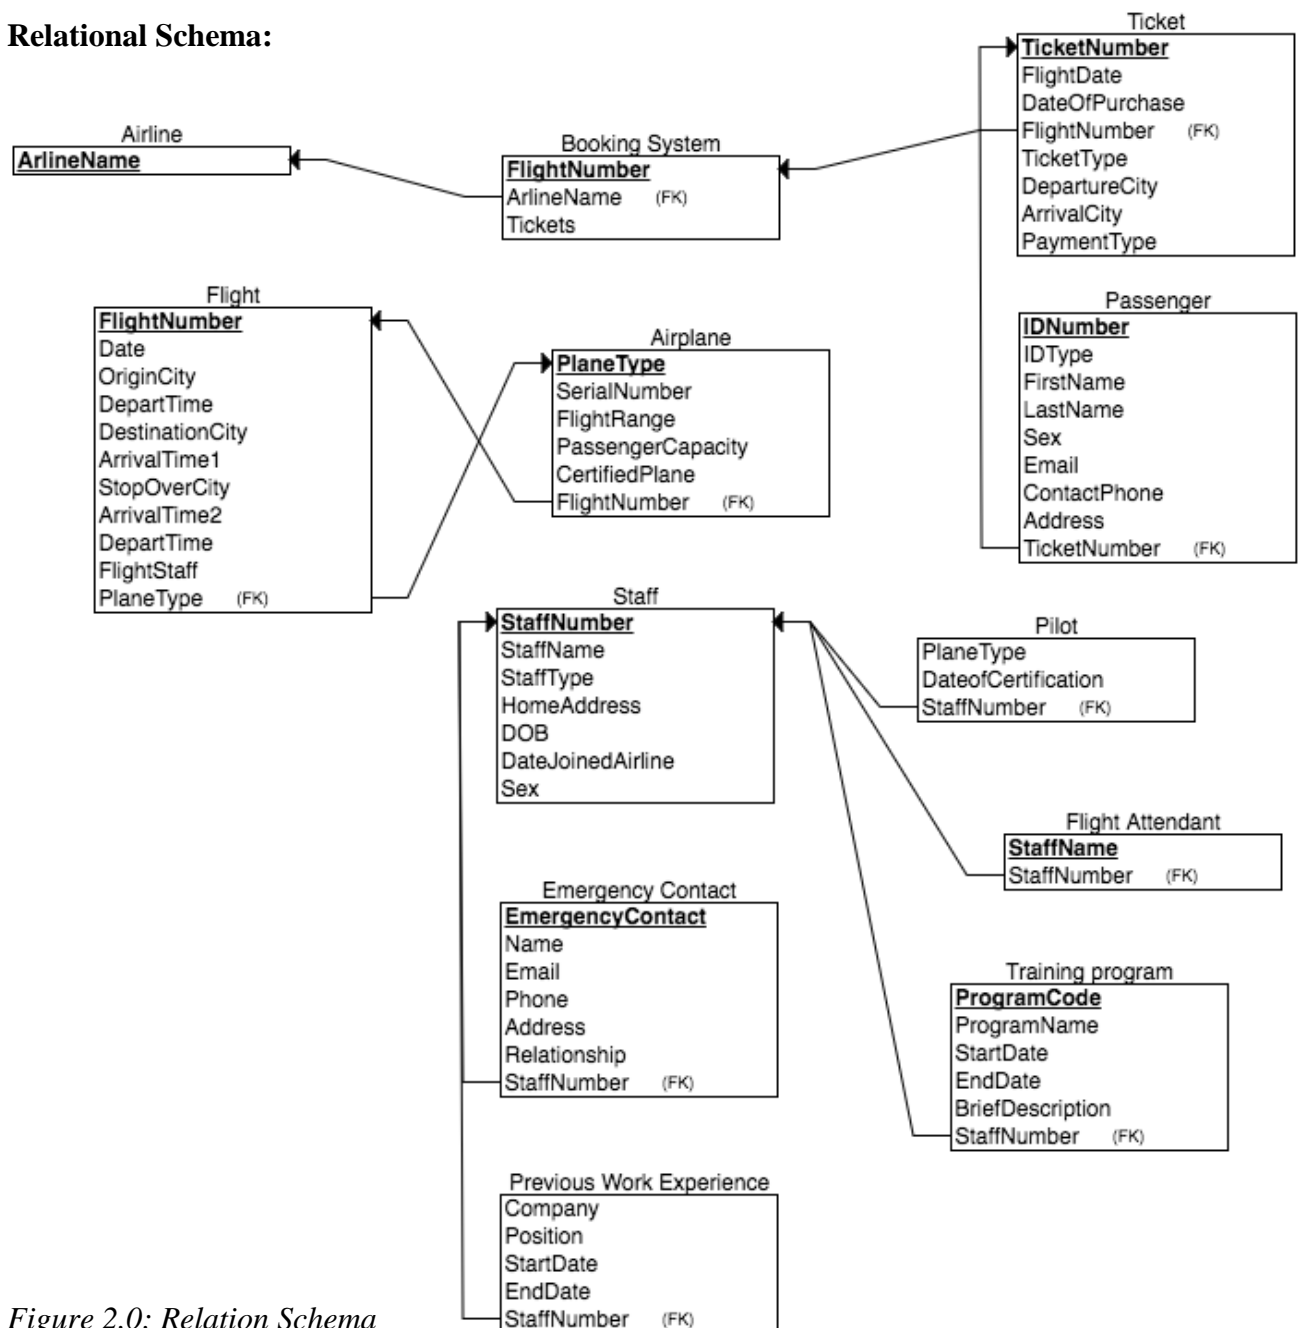 Relational Schema:
Ticket
TicketNumber
FlightDate
DateOfPurchase
FlightNumber (FK)
TicketType
DepartureCity
ArrivalCity
PaymentType
Airline
ArlineName
Booking System
FlightNumber
ArlineName (FK)
Tickets
Flight
FlightNumber
Date
OriginCity
DepartTime
DestinationCity
ArrivalTime1
StopOverCity
ArrivalTime2
DepartTime
FlightStaff
PlaneType (FK)
Airplane
PlaneType
SerialNumber
FlightRange
PassengerCapacity
CertifiedPlane
FlightNumber (FK)
Passenger
IDNumber
IDType
FirstName
LastName
Sex
Email
ContactPhone
Address
TicketNumber (FK)
Staff
StaffNumber
StaffName
StaffType
HomeAddress
DOB
DateJoinedAirline
Sex
Pilot
PlaneType
DateofCertification
StaffNumber (FK)
Flight Attendant
StaffName
StaffNumber (FK)
Emergency Contact
EmergencyContact
Name
Email
Phone
Address
Relationship
StaffNumber (FK)
Training program
ProgramCode
ProgramName
StartDate
EndDate
BriefDescription
StaffNumber (FK)
Previous Work Experience
Company
Position
StartDate
EndDate
StaffNumber (FK)
Figure 2.0: Relation Schema